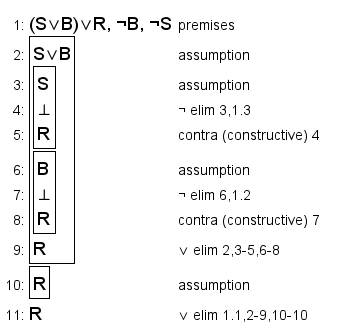 1: (S∨B)∨R, ¬B, ¬S premises
2: S∨B assumption
3: S assumption
4: ⊥ ¬ elim 3,1.3
5: R contra (constructive) 4
6: B assumption
7: ⊥ ¬ elim 6,1.2
8: R contra (constructive) 7
9: R ∨ elim 2,3-5,6-8
10: R assumption
11: R ∨ elim 1.1,2-9,10-10